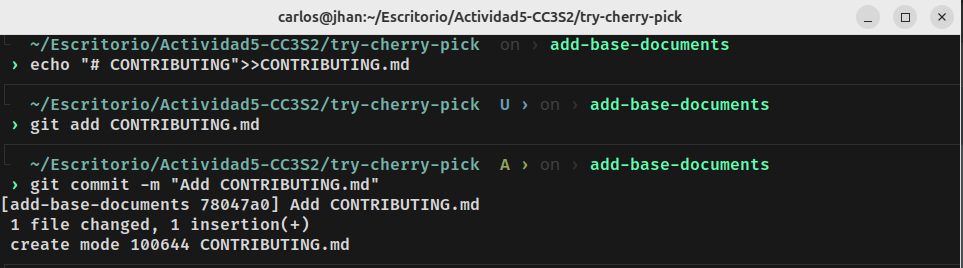 carlos@jhan:~/Escritorio/Actividad5-CC3S2/try-cherry-pick
~/Escritorio/Actividad5-CC3S2/try-cherry-pick on › add-base-documents
› echo "# CONTRIBUTING">>CONTRIBUTING.md
~/Escritorio/Actividad5-CC3S2/try-cherry-pick U › on › add-base-documents
› git add CONTRIBUTING.md
~/Escritorio/Actividad5-CC3S2/try-cherry-pick A › on › add-base-documents
› git commit -m "Add CONTRIBUTING.md"
[add-base-documents 78047a0] Add CONTRIBUTING.md
1 file changed, 1 insertion(+)
create mode 100644 CONTRIBUTING.md